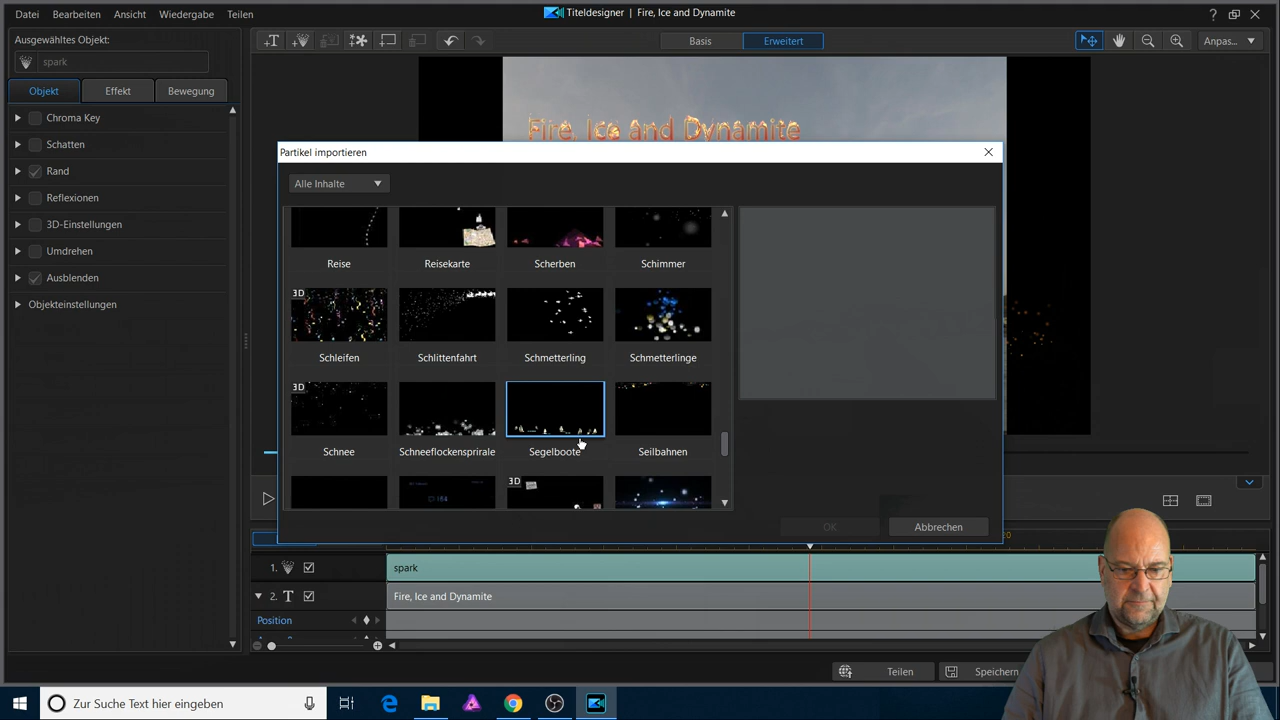 Datei Bearbeiten Ansicht Wiedergabe Teilen
Titeldesigner | Fire, Ice and Dynamite
?
Ausgewähltes Objekt:
spark
Basis Erweitert
Anpas...
Objekt Effekt Bewegung
Chroma Key
Schatten
Rand
Reflexionen
3D-Einstellungen
Umdrehen
Ausblenden
Objekteinstellungen
Fire, Ice and Dynamite
Partikel importieren
Alle Inhalte
Reise Reisekarte Scherben Schimmer
3D
Schleifen Schlittenfahrt Schmetterling Schmetterlinge
3D
Schnee Schneeflockensprirale Segelboote Seilbahnen
3D
OK Abbrechen
1. spark
2. T Fire, Ice and Dynamite
Position
Teilen Speichern
Zur Suche Text hier eingeben